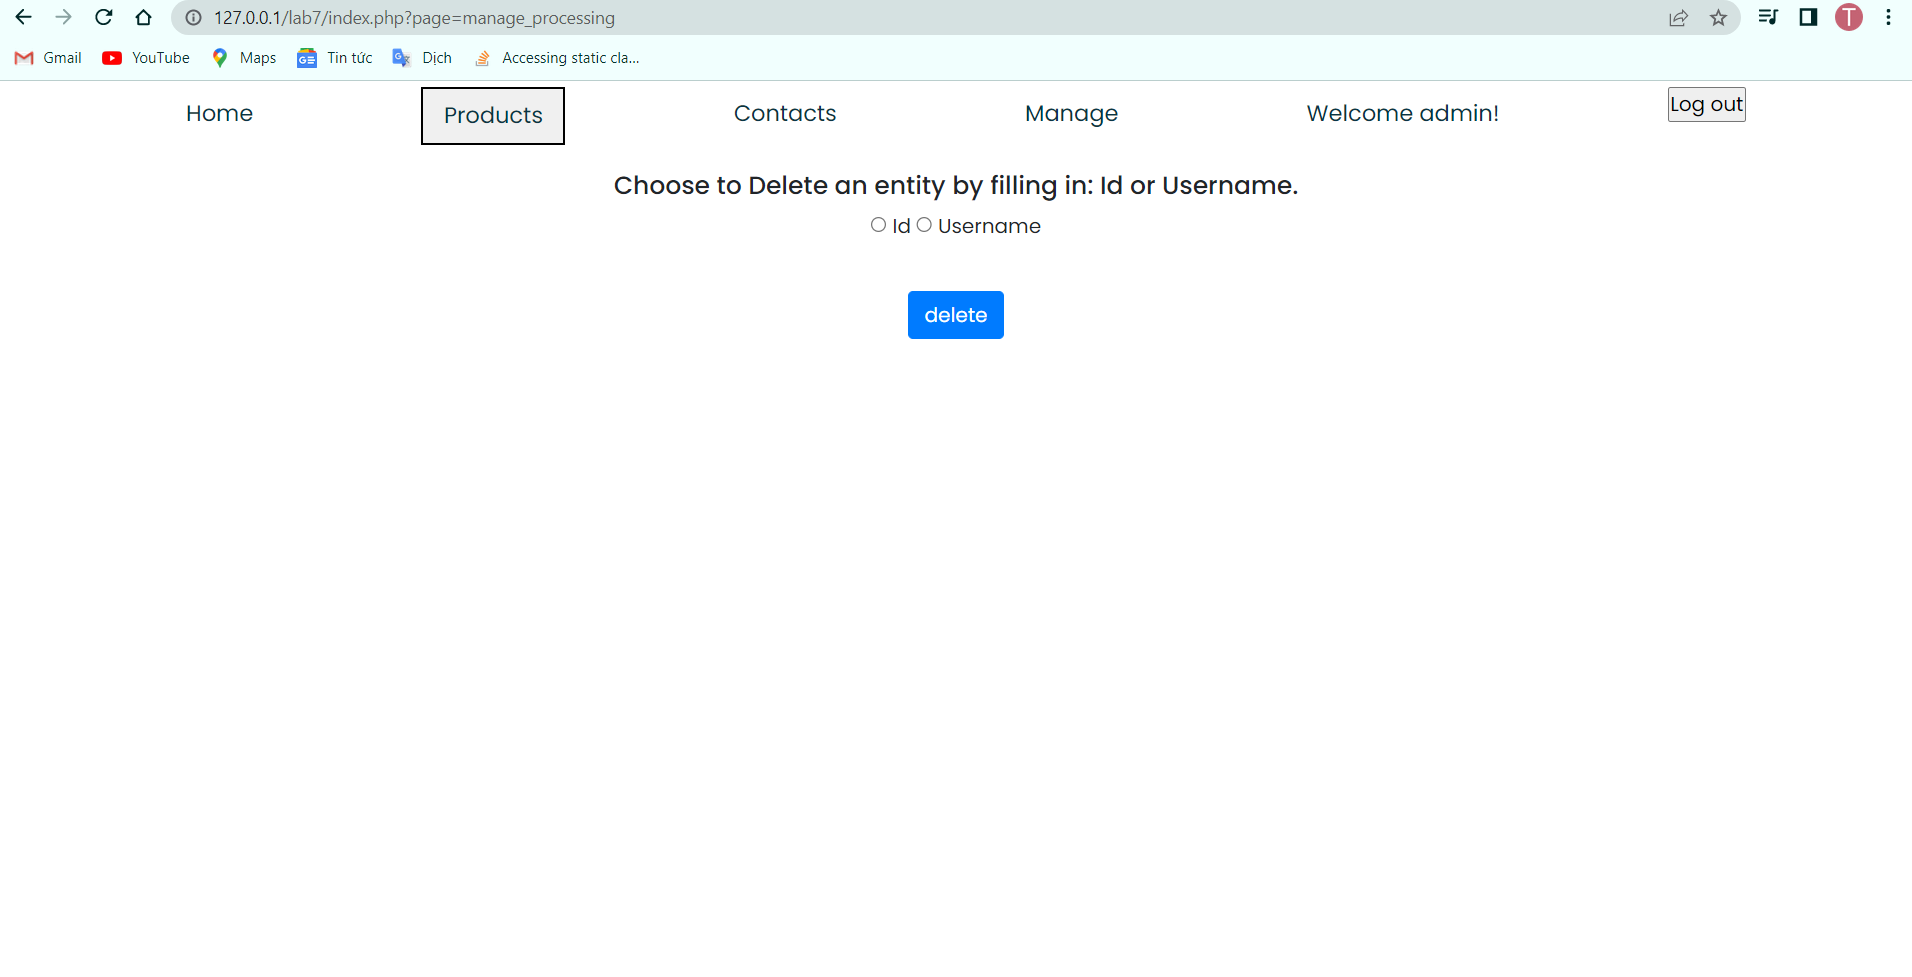 127.0.0.1/lab7/index.php?page=manage_processing
T
Gmail YouTube Maps Tin tức Dịch Accessing static cla...
Home Products Contacts Manage Welcome admin! Log out
Choose to Delete an entity by filling in: Id or Username.
Id Username
delete